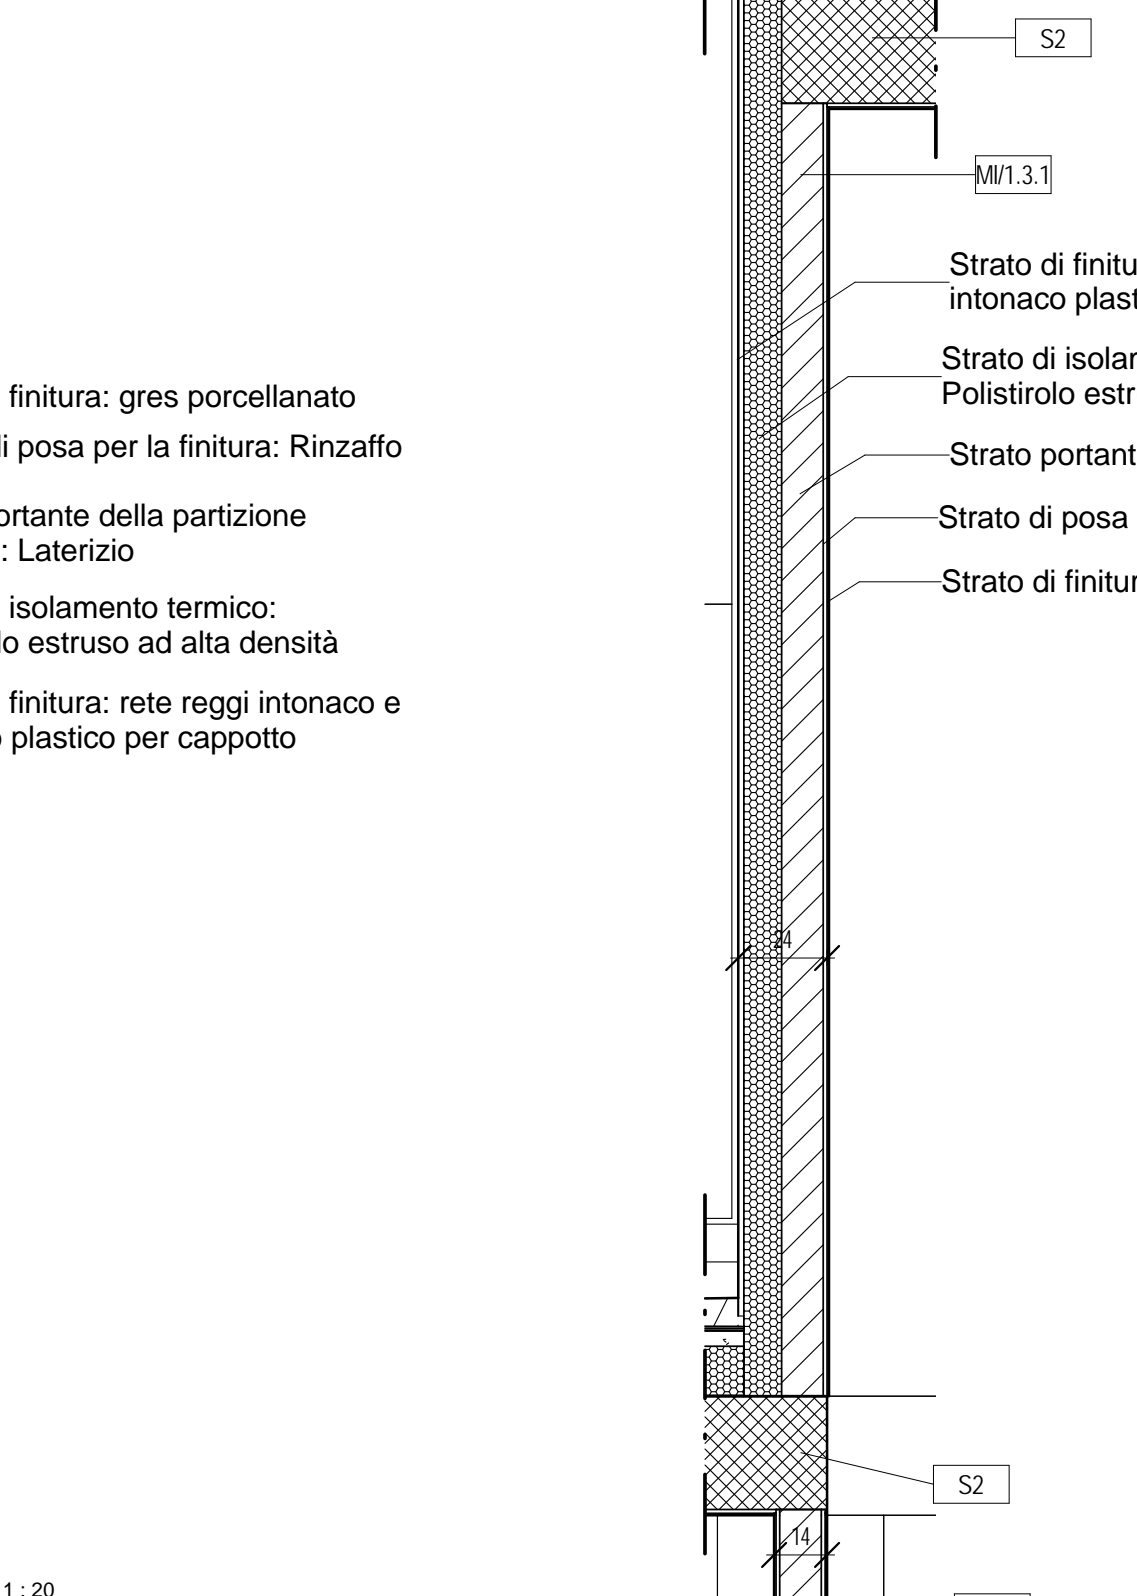 S2
MI/1.3.1
Strato di finitu
intonaco plast
Strato di isolar
Polistirolo estr
finitura: gres porcellanato
di posa per la finitura: Rinzaffo
Strato portant
ortante della partizione
: Laterizio
Strato di posa
Strato di finitur
isolamento termico:
lo estruso ad alta densità
finitura: rete reggi intonaco e
o plastico per cappotto
24
S2
14
1 : 20